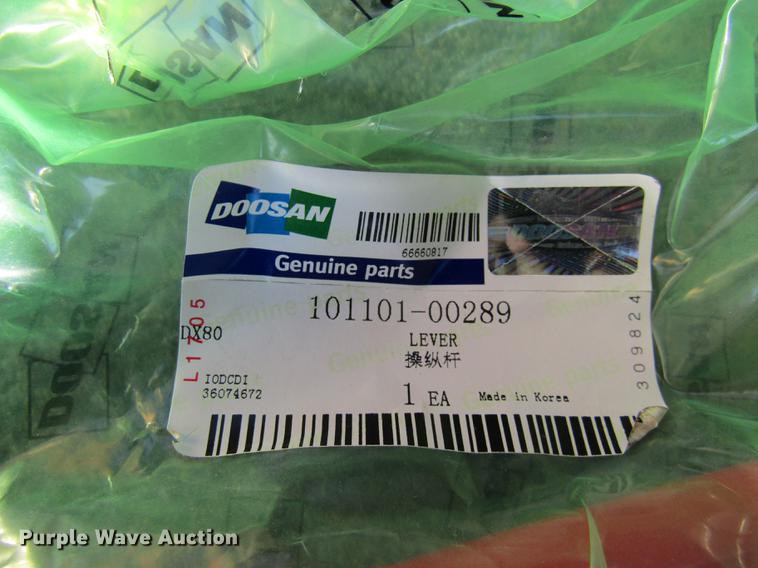 DOOSAN
66660817
DOOSAN
Genuine parts
101101-00289
L1705
DX80
LEVER
操纵杆
309824
IODCDI
36074672
1 EA Made in Korea
Purple Wave Auction